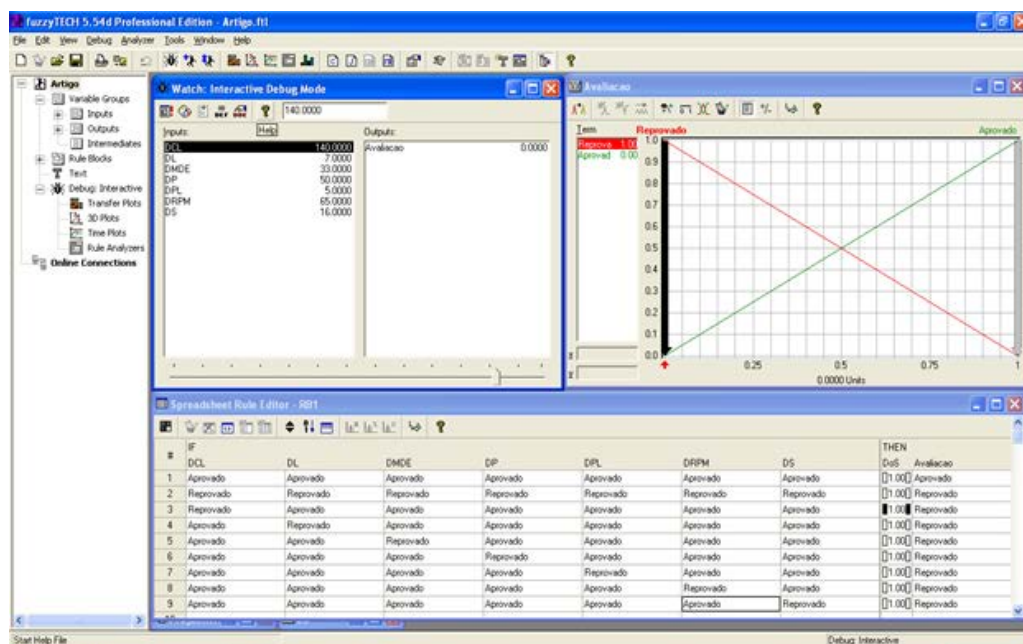 fuzzyTECH 5.54d Professional Edition - Artigo.ftl
File Edit View Debug Analyzer Tools Window Help
Artigo
Variable Groups
Inputs
Outputs
Intermediates
Rule Blocks
Text
Debug: Interactive
Transfer Plots
3D Plots
Time Plots
Rule Analyzers
Online Connections
Watch: Interactive Debug Mode
140.0000
Help
Inputs:
DCL 140.0000
DL 7.0000
DMDE 33.0000
DP 50.0000
DPL 5.0000
DRPM 65.0000
DS 16.0000
Outputs:
Avaliacao 0.0000
Avaliacao
Term Reprovado Aprovado
Reprova 1.00
Aprovad 0.00
1.0
0.9
0.8
0.7
0.6
0.5
0.4
0.3
0.2
0.1
0.0
0.25 0.5 0.75 1
0.0000 Units
Spreadsheet Rule Editor - RB1
# IF THEN
DCL DL DMDE DP DPL DRPM DS DoS Avaliacao
1 Aprovado Aprovado Aprovado Aprovado Aprovado Aprovado Aprovado [1.00] Aprovado
2 Reprovado Reprovado Reprovado Reprovado Reprovado Reprovado Reprovado [1.00] Reprovado
3 Reprovado Aprovado Aprovado Aprovado Aprovado Aprovado Aprovado 1.00 Reprovado
4 Aprovado Reprovado Aprovado Aprovado Aprovado Aprovado Aprovado [1.00] Reprovado
5 Aprovado Aprovado Reprovado Aprovado Aprovado Aprovado Aprovado [1.00] Reprovado
6 Aprovado Aprovado Aprovado Reprovado Aprovado Aprovado Aprovado [1.00] Reprovado
7 Aprovado Aprovado Aprovado Aprovado Reprovado Aprovado Aprovado [1.00] Reprovado
8 Aprovado Aprovado Aprovado Aprovado Aprovado Reprovado Aprovado [1.00] Reprovado
9 Aprovado Aprovado Aprovado Aprovado Aprovado Aprovado Reprovado [1.00] Reprovado
Start Help File
Debug: Interactive